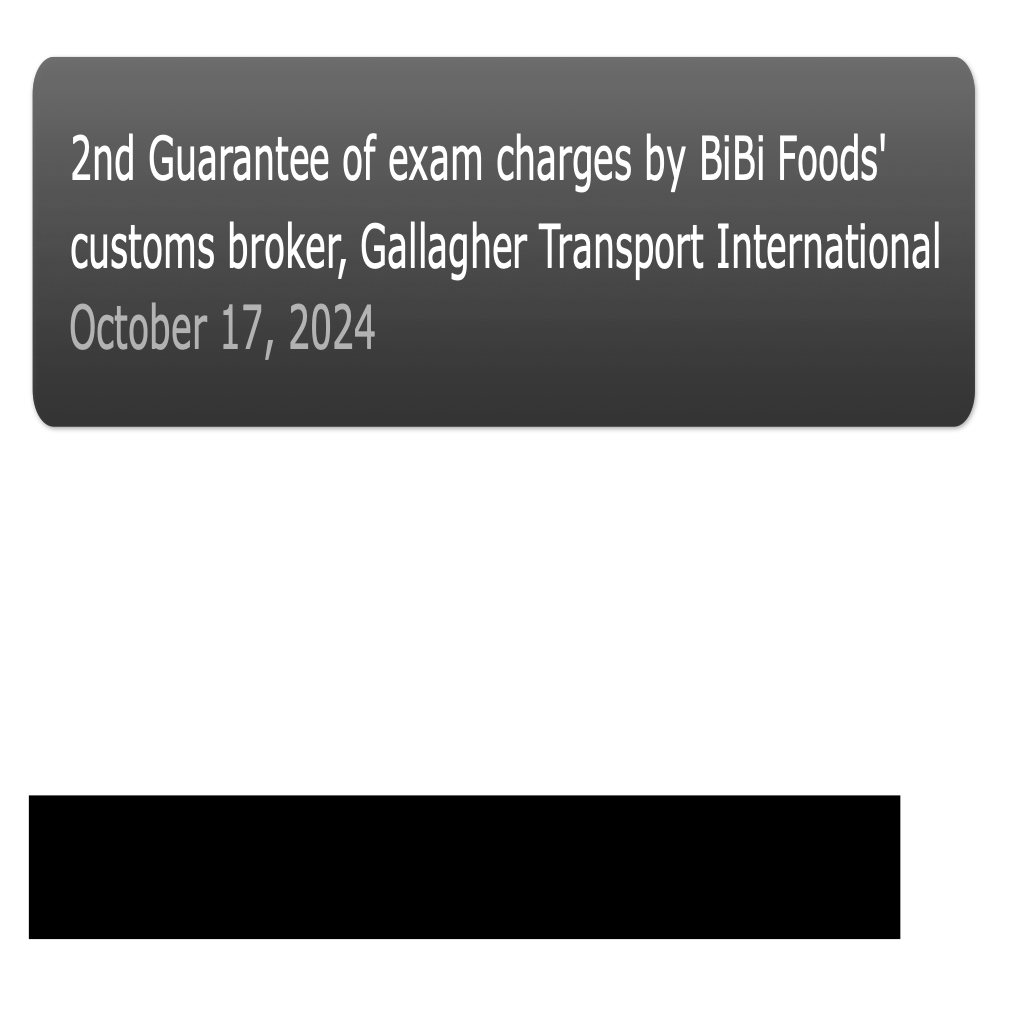 2nd Guarantee of exam charges by BiBi Foods'
customs broker, Gallagher Transport International
October 17, 2024